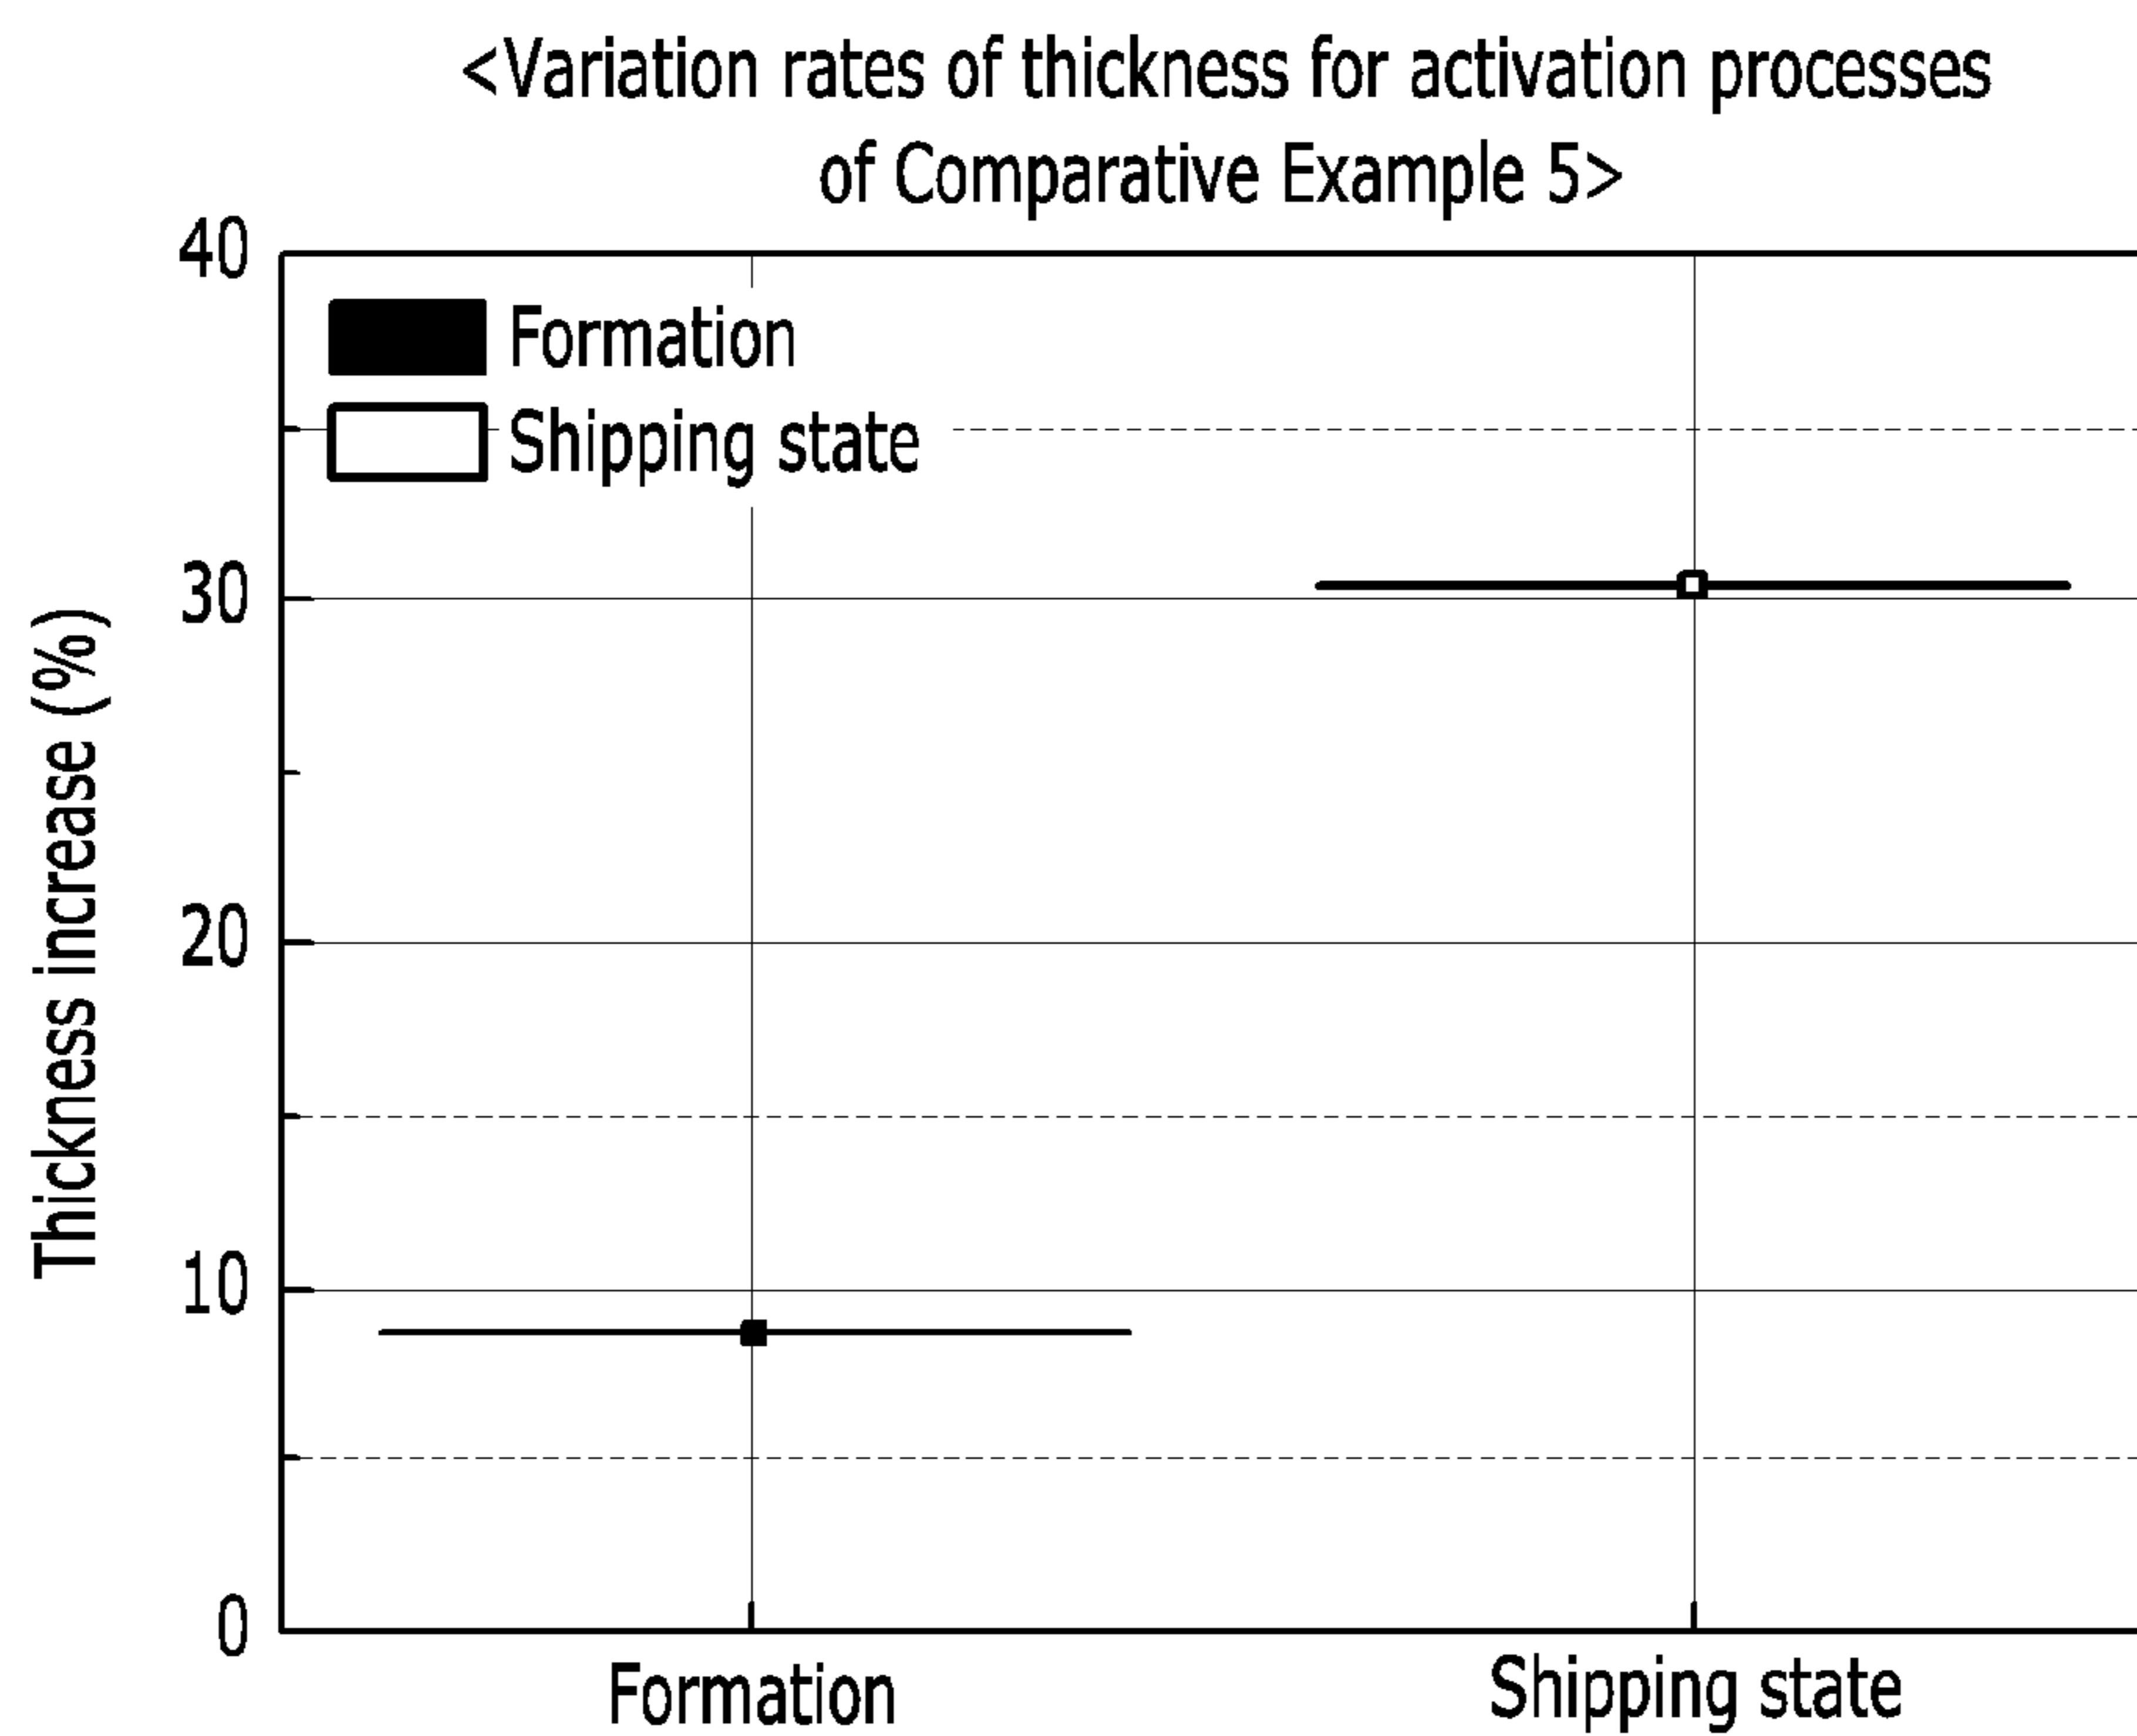 <Variation rates of thickness for activation processes
of Comparative Example 5>
40
Formation
Shipping state
30
20
10
0
Thickness increase (%)
Formation
Shipping state